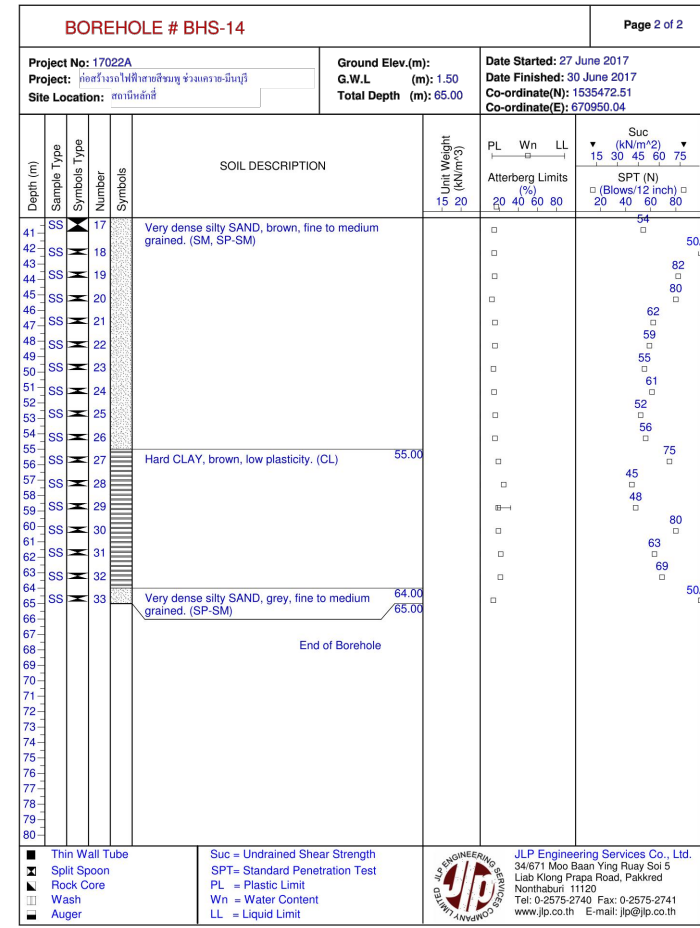 BOREHOLE # BHS-14
Page 2 of 2
Project No: 17022A
Project: ก่อสร้างรถไฟฟ้าสายสีชมพู ช่วงแคราย-มีนบุรี
Site Location: สถานีหลักสี่
Ground Elev.(m):
G.W.L (m): 1.50
Total Depth (m): 65.00
Date Started: 27 June 2017
Date Finished: 30 June 2017
Co-ordinate(N): 1535472.51
Co-ordinate(E): 670950.04
Depth (m)
Sample Type
Symbols Type
Number
Symbols
SOIL DESCRIPTION
Unit Weight
(kN/m^3)
15 20
PL Wn LL
Atterberg Limits
(%)
20 40 60 80
Suc
(kN/m^2)
15 30 45 60 75
SPT (N)
(Blows/12 inch)
20 40 60 80
SS 17 54
41
Very dense silty SAND, brown, fine to medium
grained. (SM, SP-SM)
42
SS 18 50
43
SS 19 82
44
45
SS 20 80
46
SS 21 62
47
48
SS 22 59
49
SS 23 55
50
51
SS 24 61
52
SS 25 52
53
54
SS 26 56
55
55.00
SS 27 75
Hard CLAY, brown, low plasticity. (CL)
56
57
SS 28 45
58
SS 29 48
59
60
SS 30 80
61
SS 31 63
62
63
SS 32 69
64
64.00
SS 33 50
Very dense silty SAND, grey, fine to medium
grained. (SP-SM)
65
65.00
66
67
End of Borehole
68
69
70
71
72
73
74
75
76
77
78
79
80
Thin Wall Tube
Split Spoon
Rock Core
Wash
Auger
Suc = Undrained Shear Strength
SPT= Standard Penetration Test
PL = Plastic Limit
Wn = Water Content
LL = Liquid Limit
JLP ENGINEERING SERVICES COMPANY LIMITED
Jlp
JLP Engineering Services Co., Ltd.
34/671 Moo Baan Ying Ruay Soi 5
Liab Klong Prapa Road, Pakkred
Nonthaburi 11120
Tel: 0-2575-2740 Fax: 0-2575-2741
www.jlp.co.th E-mail: jlp@jlp.co.th